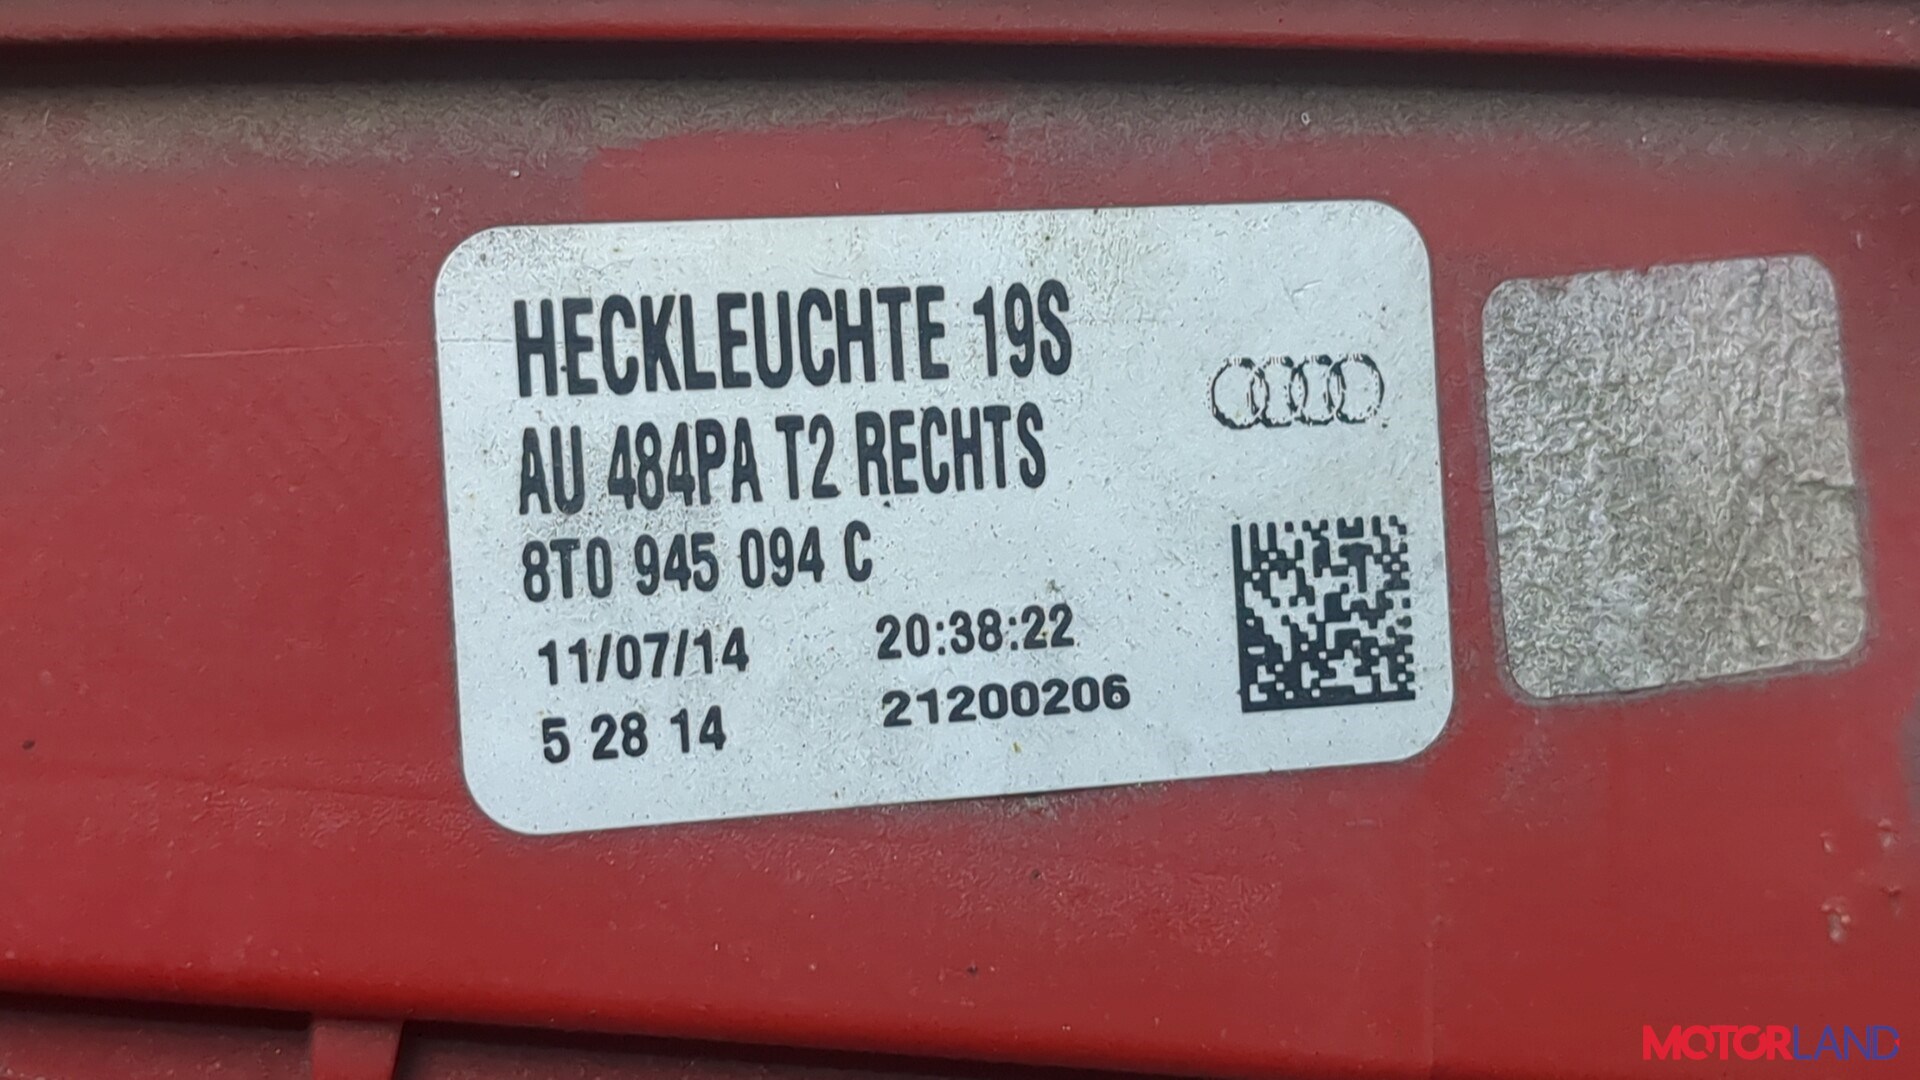 HECKLEUCHTE 19S
AU 484PA T2 RECHTS
8T0 945 094 C
11/07/14 20:38:22
5 28 14 21200206
MOTORLAND